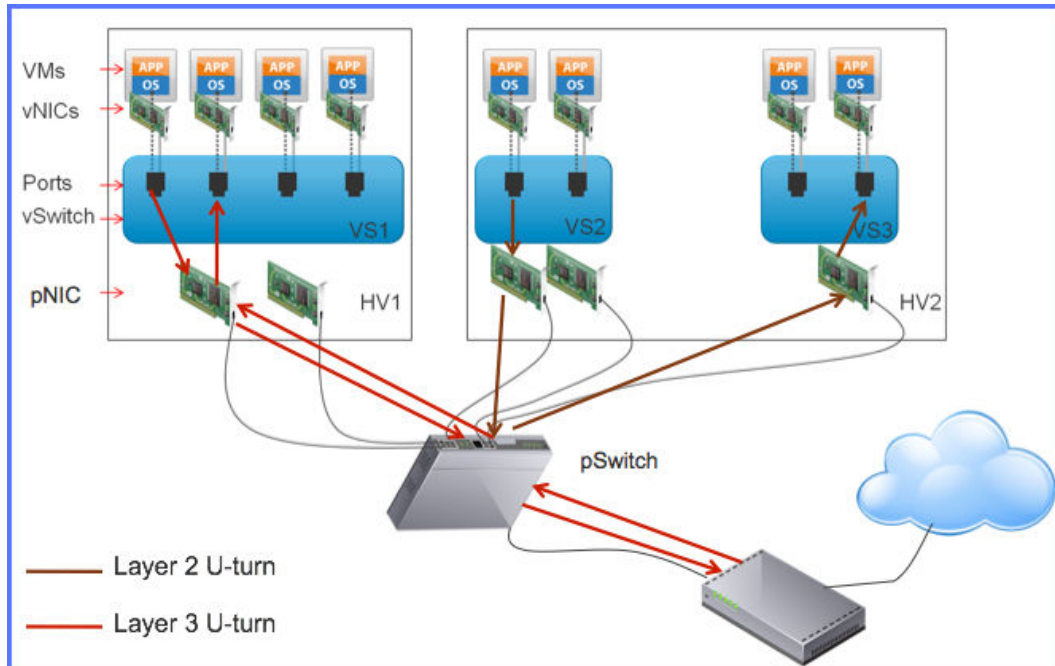 VMs
APP APP APP APP APP APP APP APP
OS OS OS OS OS OS OS OS
vNICs
Ports
vSwitch
VS1 VS2 VS3
pNIC
HV1 HV2
pSwitch
Layer 2 U-turn
Layer 3 U-turn